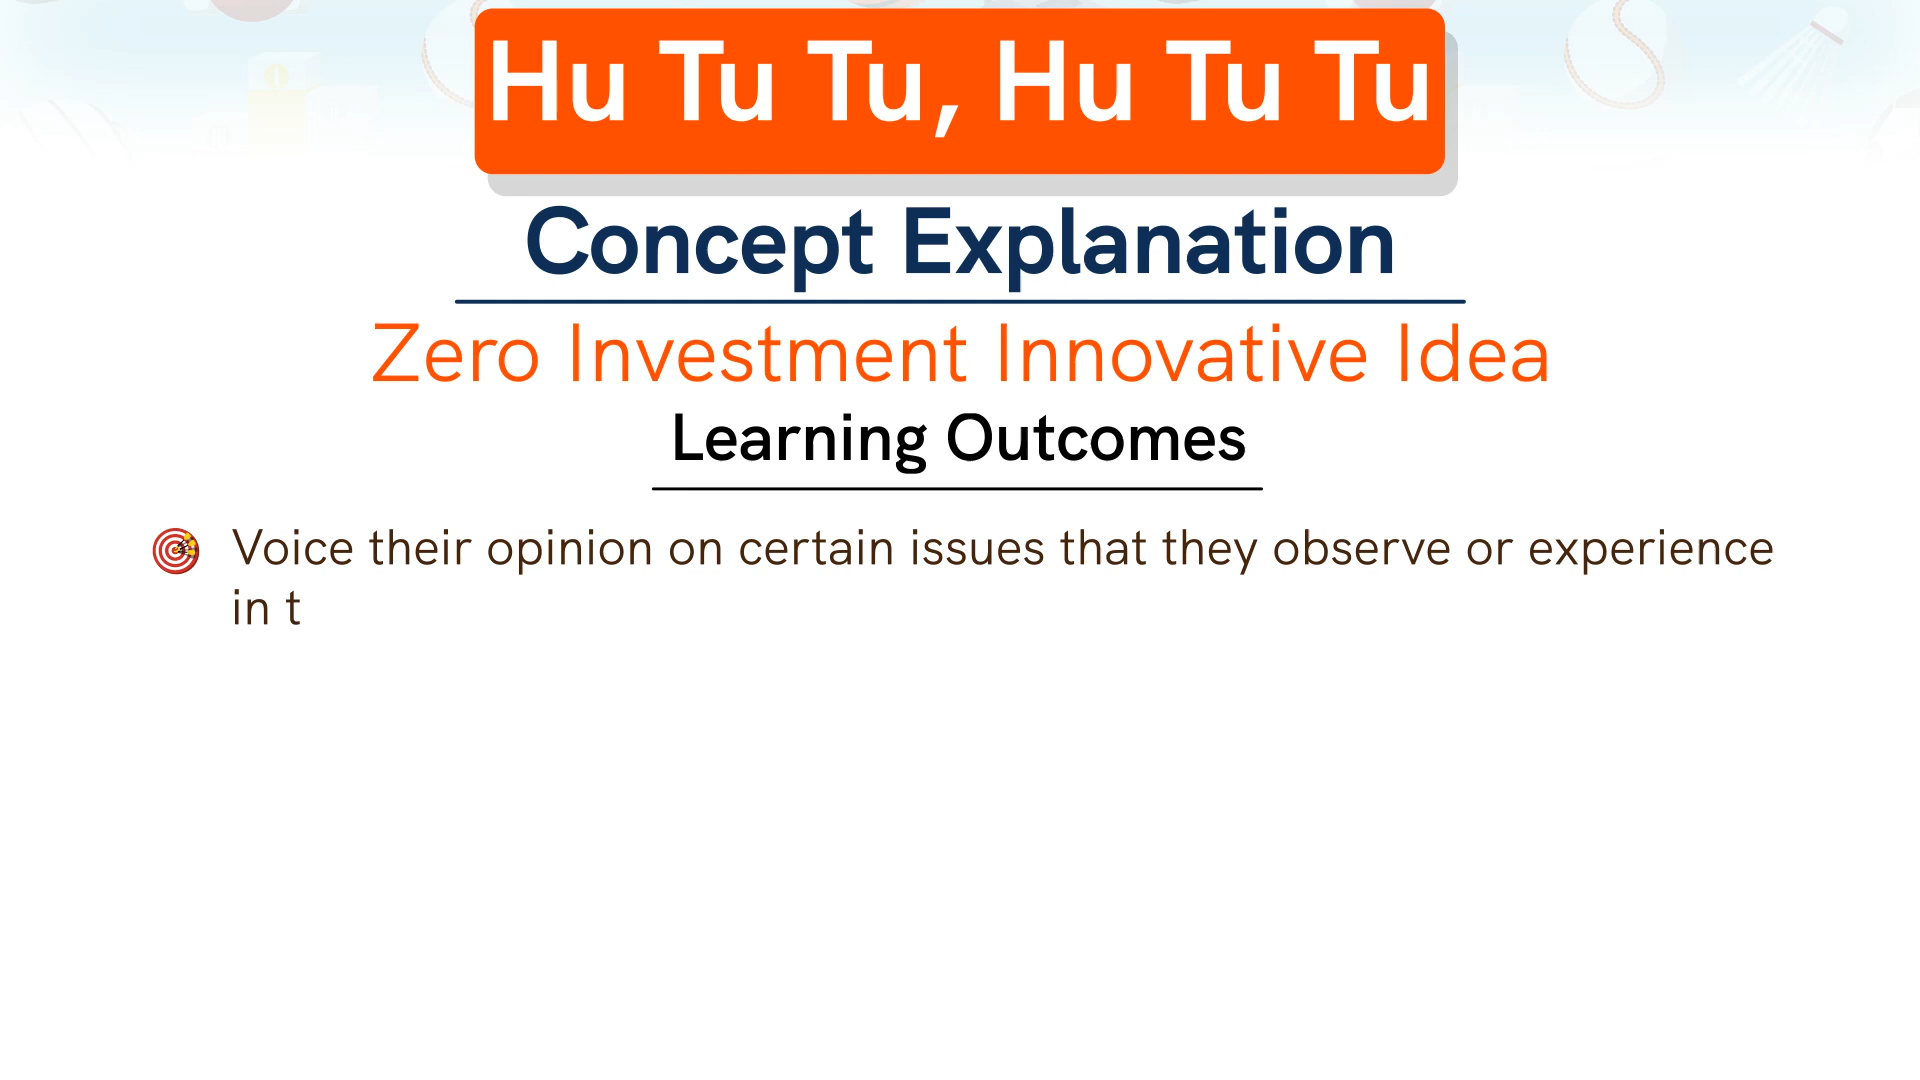 Hu Tu Tu, Hu Tu Tu
Concept Explanation
Zero Investment Innovative Idea
Learning Outcomes
Voice their opinion on certain issues that they observe or experience
in t